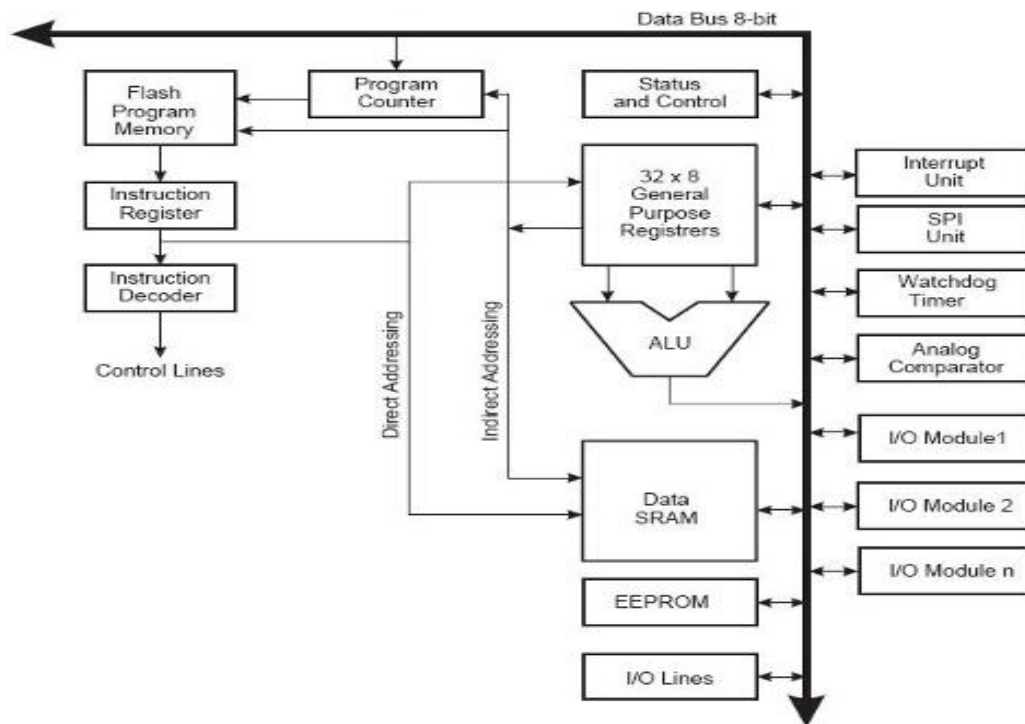 Data Bus 8-bit
Flash
Program
Memory
Program
Counter
Status
and Control
32 x 8
General
Purpose
Registrers
Interrupt
Unit
Instruction
Register
SPI
Unit
Instruction
Decoder
Watchdog
Timer
ALU
Analog
Comparator
Control Lines
Direct Addressing
Indirect Addressing
I/O Module1
Data
SRAM
I/O Module 2
I/O Module n
EEPROM
I/O Lines